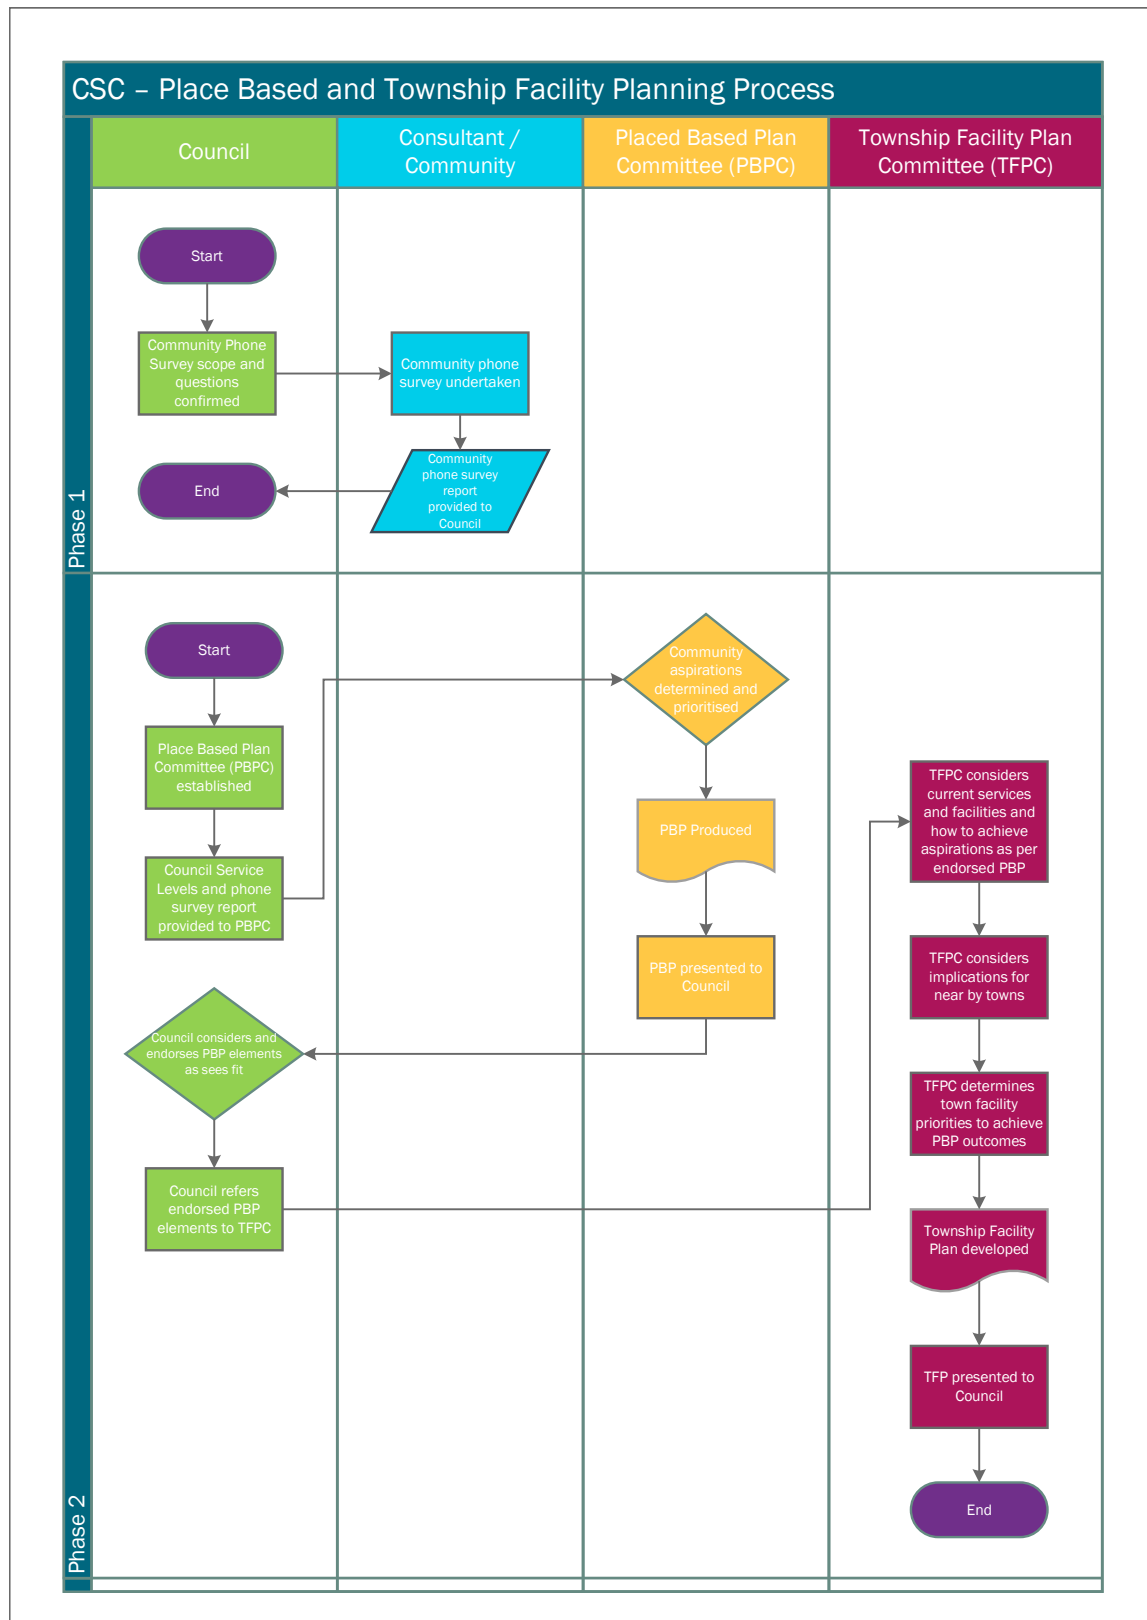 CSC – Place Based and Township Facility Planning Process
Council
Consultant /
Community
Placed Based Plan
Committee (PBPC)
Township Facility Plan
Committee (TFPC)
Phase 1
Start
Community Phone
Survey scope and
questions
confirmed
Community phone
survey undertaken
Community
phone survey
report
provided to
Council
End
Phase 2
Start
Place Based Plan
Committee (PBPC)
established
Council Service
Levels and phone
survey report
provided to PBPC
Community
aspirations
determined and
prioritised
PBP Produced
PBP presented to
Council
Council considers and
endorses PBP elements
as sees fit
Council refers
endorsed PBP
elements to TFPC
TFPC considers
current services
and facilities and
how to achieve
aspirations as per
endorsed PBP
TFPC considers
implications for
near by towns
TFPC determines
town facility
priorities to achieve
PBP outcomes
Township Facility
Plan developed
TFP presented to
Council
End